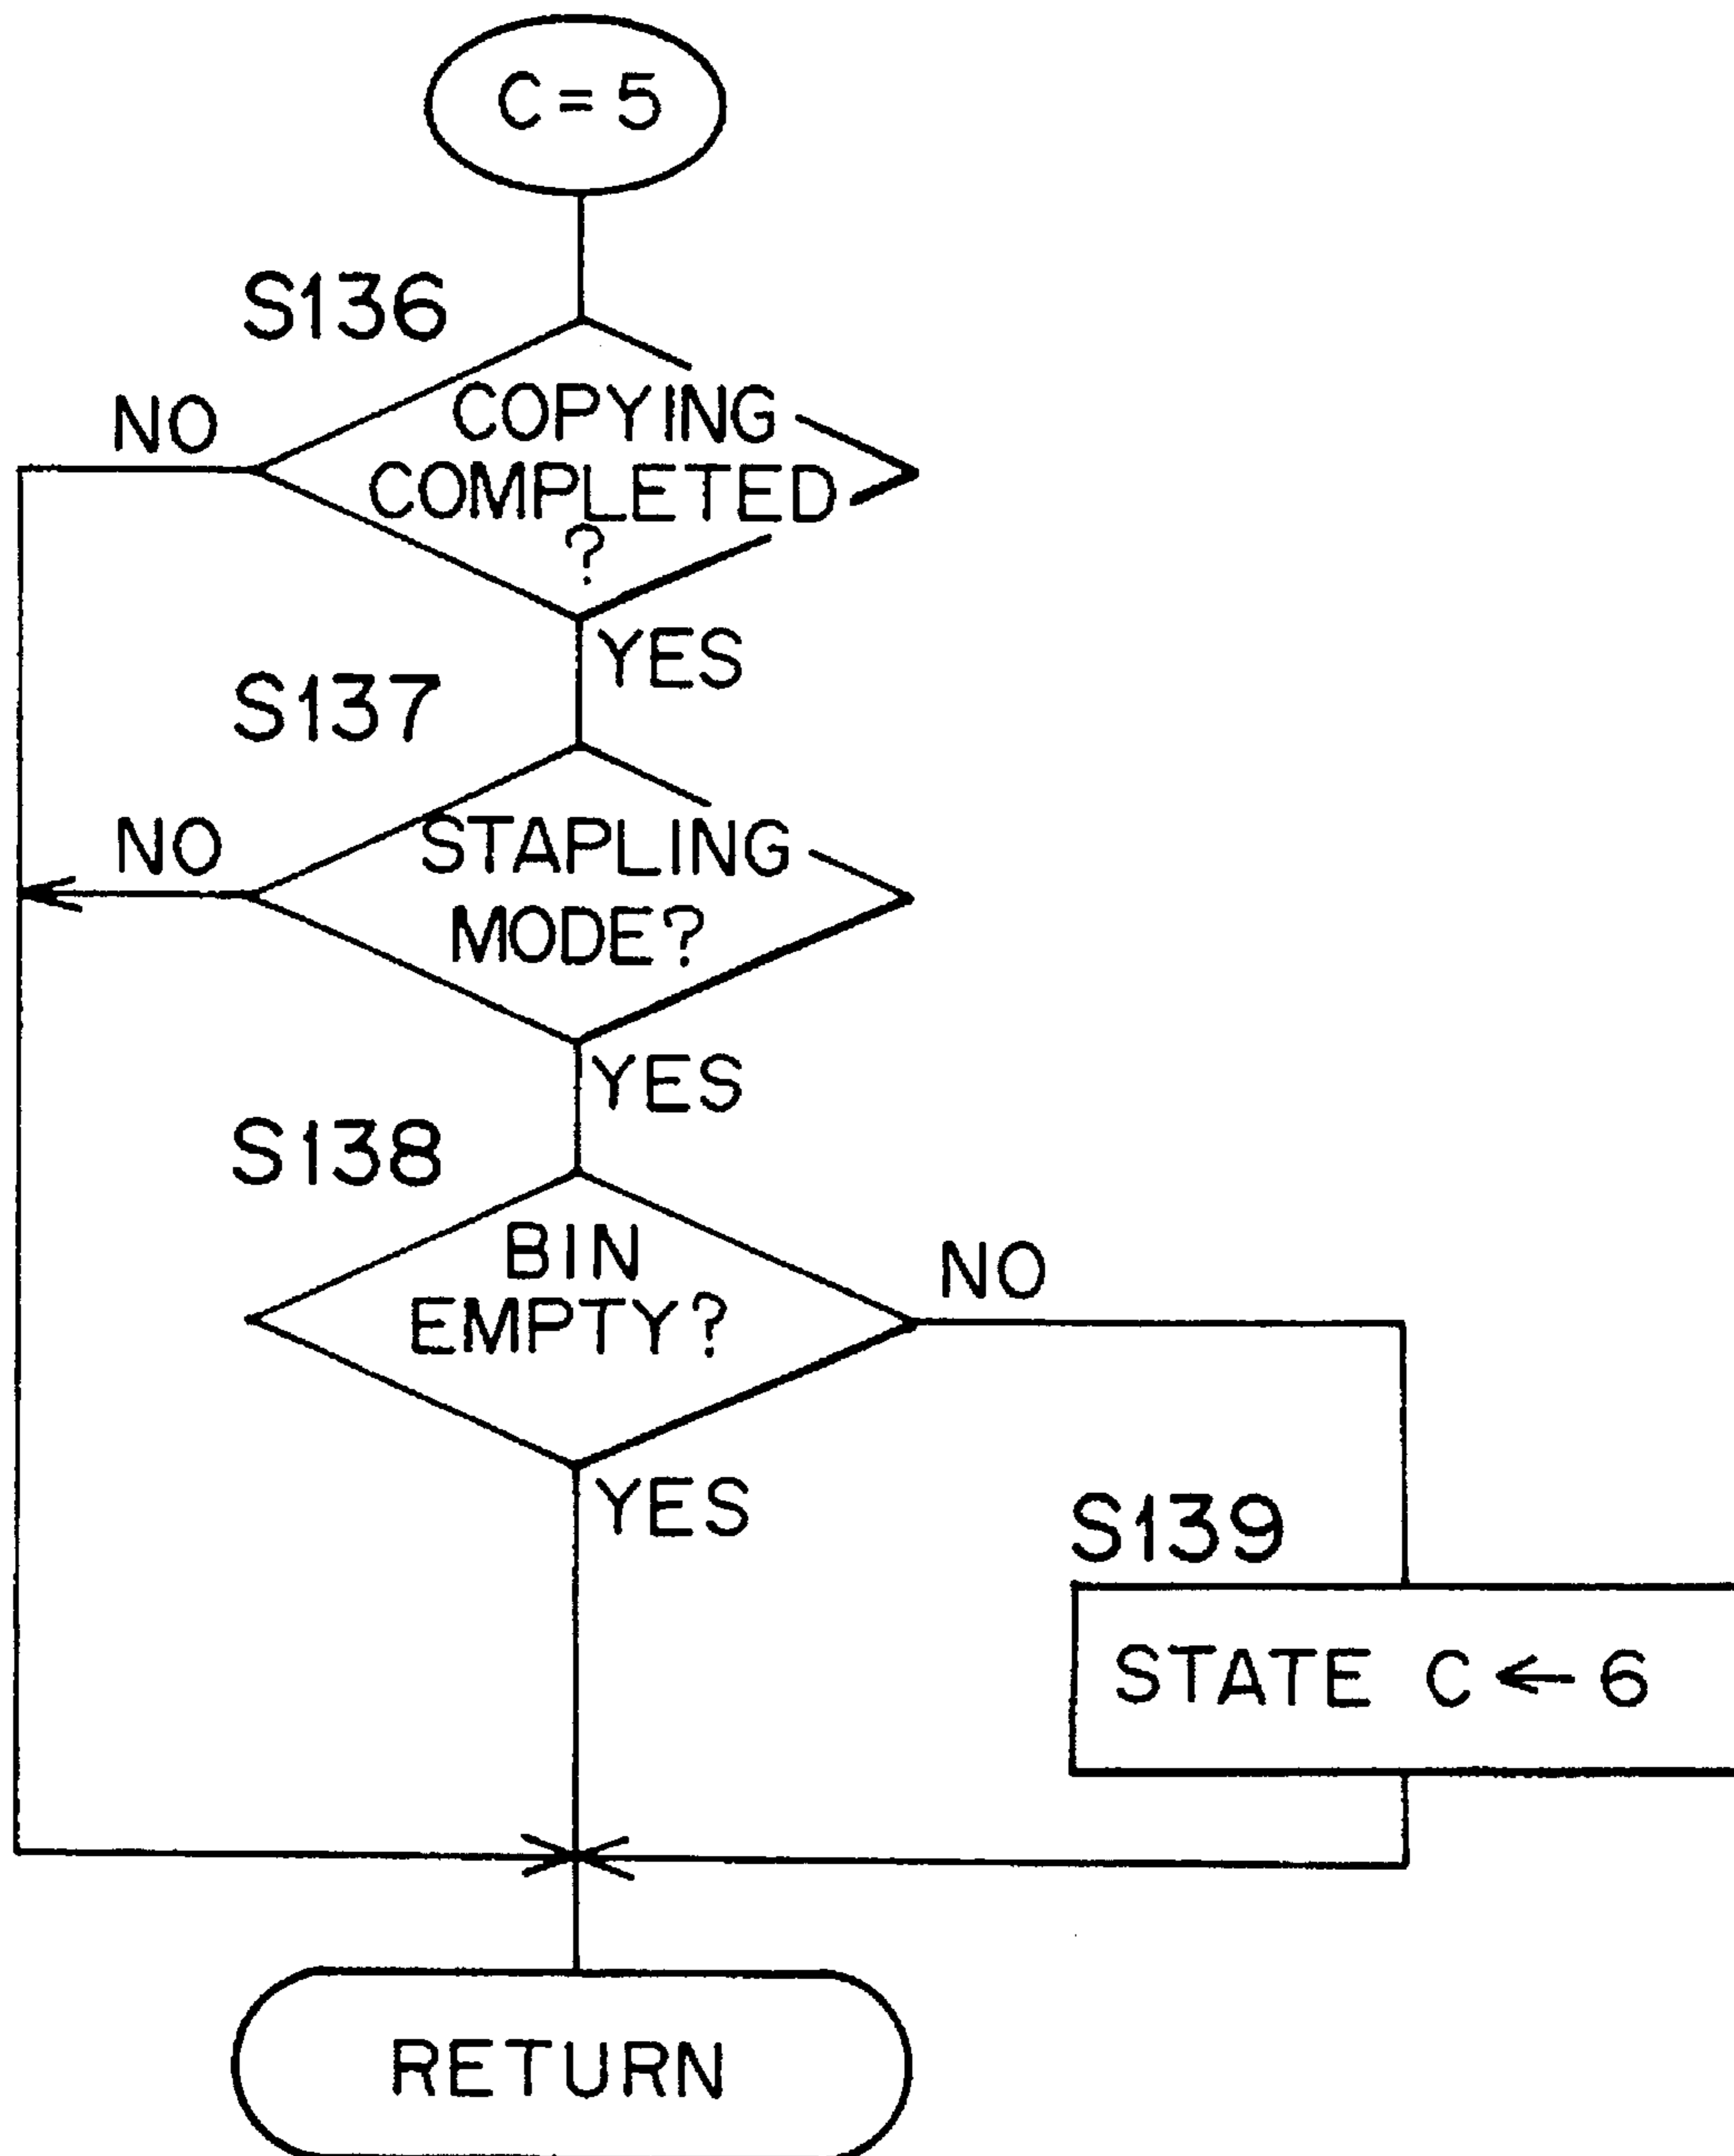 C=5
S136
NO
COPYING
COMPLETED
?
YES
S137
NO
STAPLING
MODE?
YES
S138
BIN
EMPTY?
NO
YES
S139
STATE C ← 6
RETURN